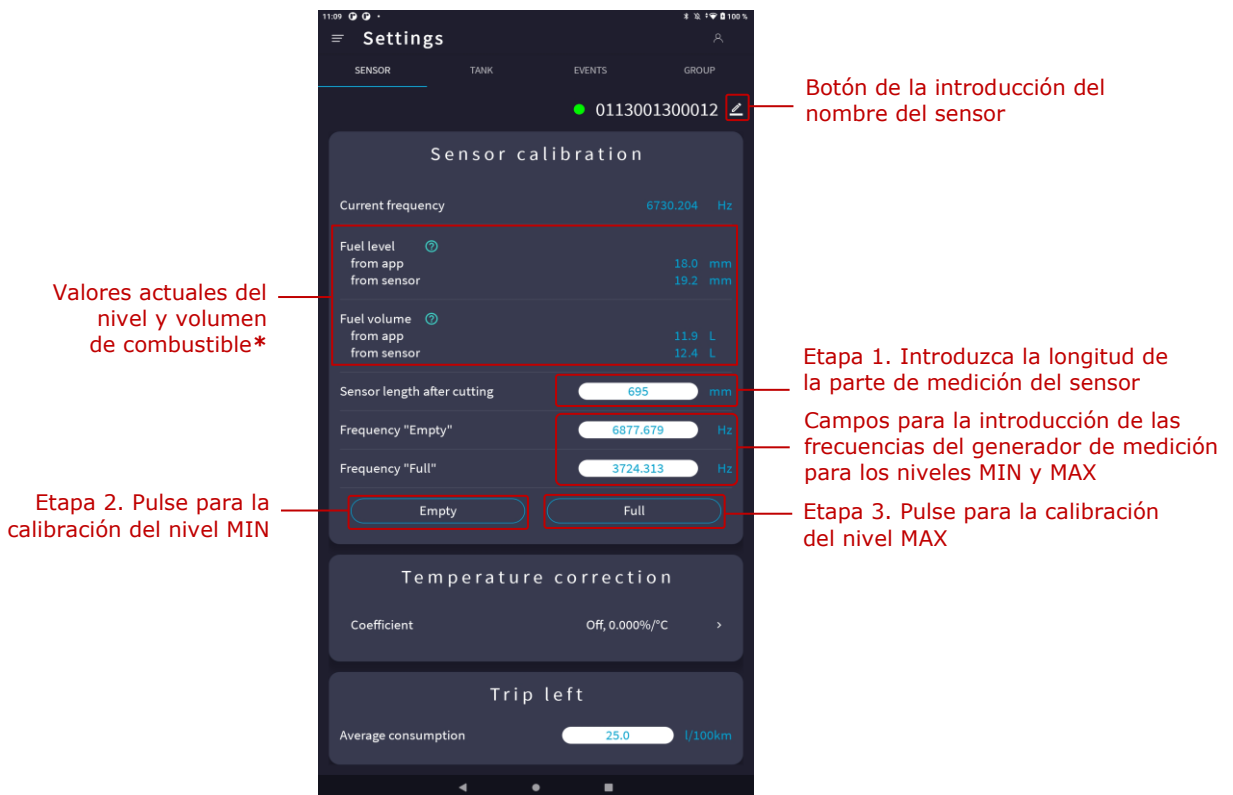 11:09
100 %
Settings
SENSOR TANK EVENTS GROUP
0113001300012
Botón de la introducción del
nombre del sensor
Sensor calibration
Current frequency 6730.204 Hz
Fuel level ?
from app 18.0 mm
from sensor 19.2 mm
Fuel volume ?
from app 11.9 L
from sensor 12.4 L
Valores actuales del
nivel y volumen
de combustible*
Sensor length after cutting 695 mm
Etapa 1. Introduzca la longitud de
la parte de medición del sensor
Frequency "Empty" 6877.679 Hz
Frequency "Full" 3724.313 Hz
Campos para la introducción de las
frecuencias del generador de medición
para los niveles MIN y MAX
Empty Full
Etapa 2. Pulse para la
calibración del nivel MIN
Etapa 3. Pulse para la calibración
del nivel MAX
Temperature correction
Coefficient Off, 0.000%/°C >
Trip left
Average consumption 25.0 l/100km